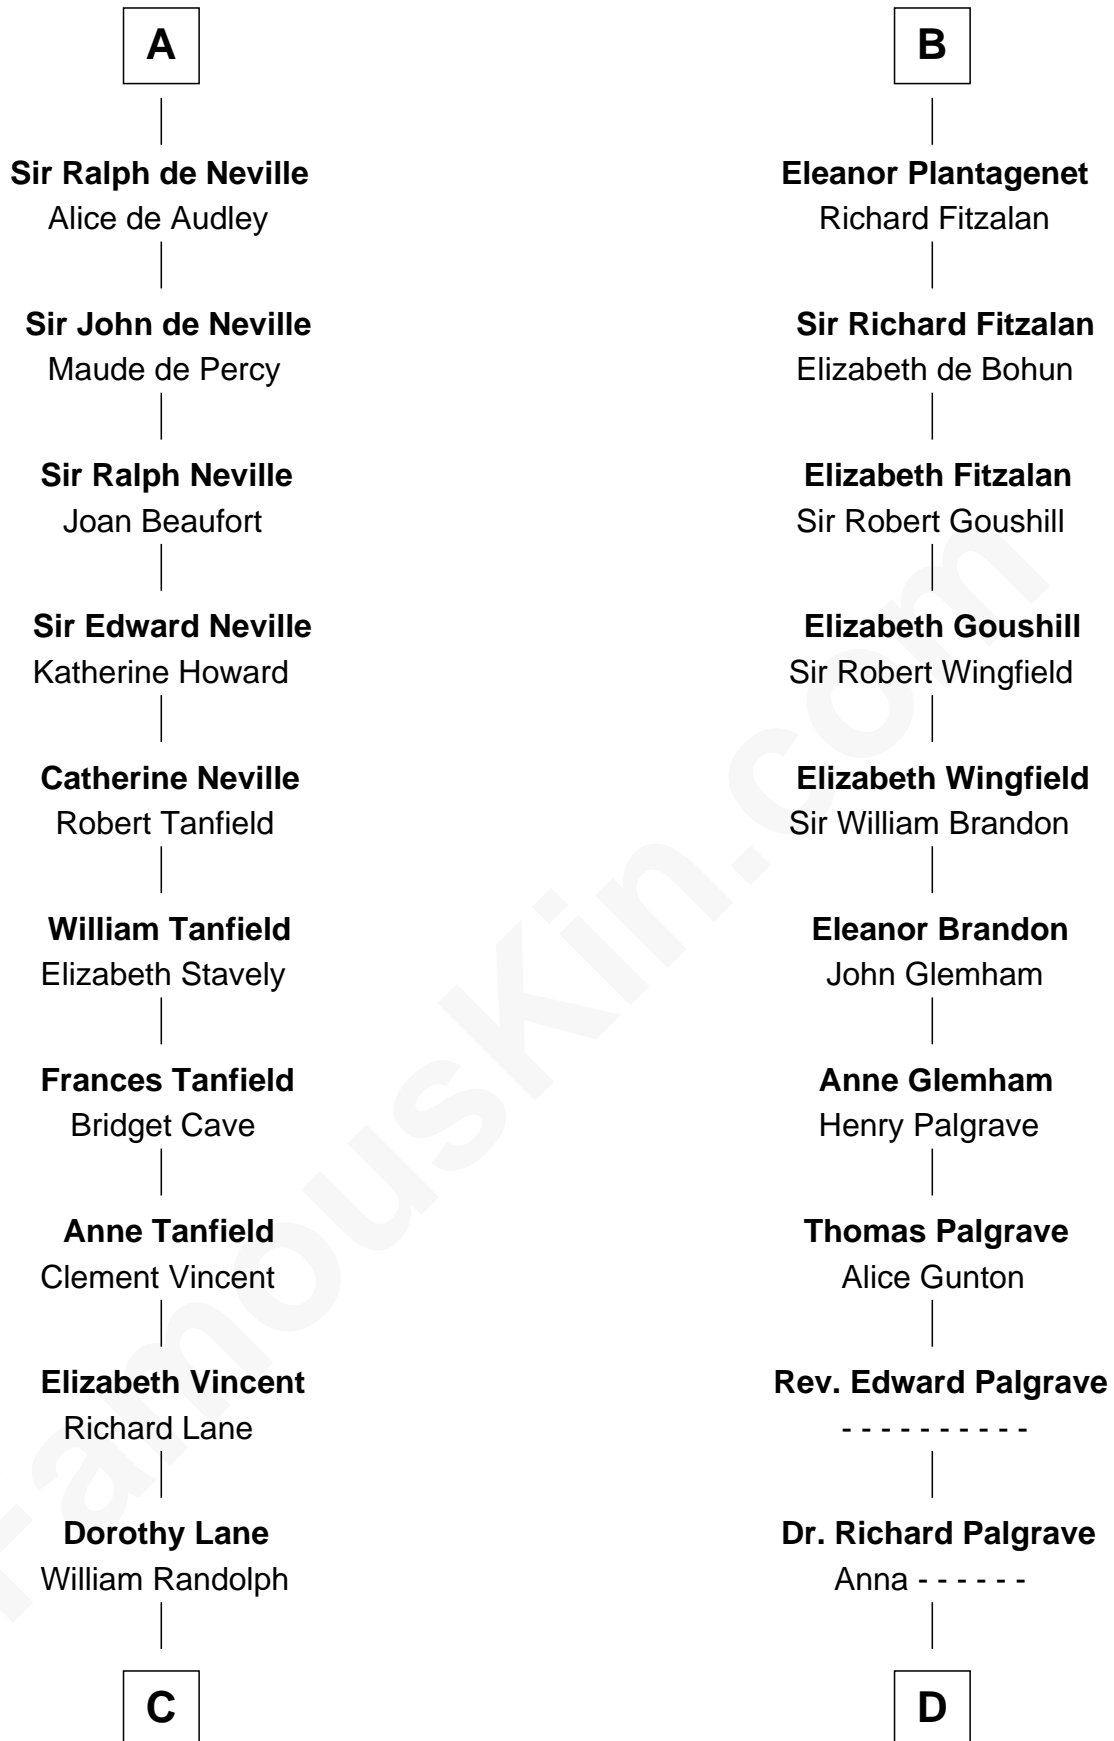 A
Sir Ralph de Neville
Alice de Audley
Sir John de Neville
Maude de Percy
Sir Ralph Neville
Joan Beaufort
Sir Edward Neville
Katherine Howard
Catherine Neville
Robert Tanfield
William Tanfield
Elizabeth Stavely
Frances Tanfield
Bridget Cave
Anne Tanfield
Clement Vincent
Elizabeth Vincent
Richard Lane
Dorothy Lane
William Randolph
C
B
Eleanor Plantagenet
Richard Fitzalan
Sir Richard Fitzalan
Elizabeth de Bohun
Elizabeth Fitzalan
Sir Robert Goushill
Elizabeth Goushill
Sir Robert Wingfield
Elizabeth Wingfield
Sir William Brandon
Eleanor Brandon
John Glemham
Anne Glemham
Henry Palgrave
Thomas Palgrave
Alice Gunton
Rev. Edward Palgrave
- - - - - - - - - -
Dr. Richard Palgrave
Anna - - - - - -
D
FamousKin.com